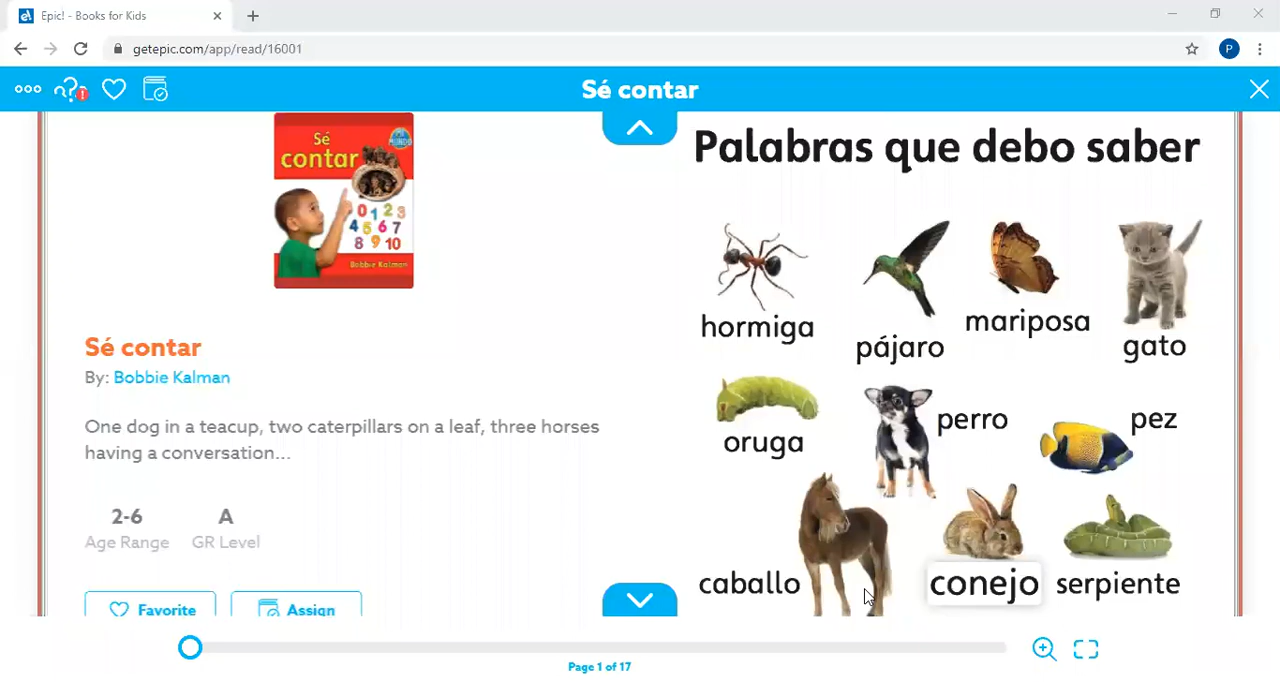 Epic! - Books for Kids
getepic.com/app/read/16001
P
Sé contar
Sé
contar
MI
MUNDO
0 1 2 3
4 5 6 7
8 9 10
Bobbie Kalman
Sé contar
By: Bobbie Kalman
One dog in a teacup, two caterpillars on a leaf, three horses
having a conversation...
2-6
A
Age Range
GR Level
Favorite
Assign
Palabras que debo saber
hormiga
pájaro
mariposa
gato
oruga
perro
pez
caballo
conejo
serpiente
Page 1 of 17